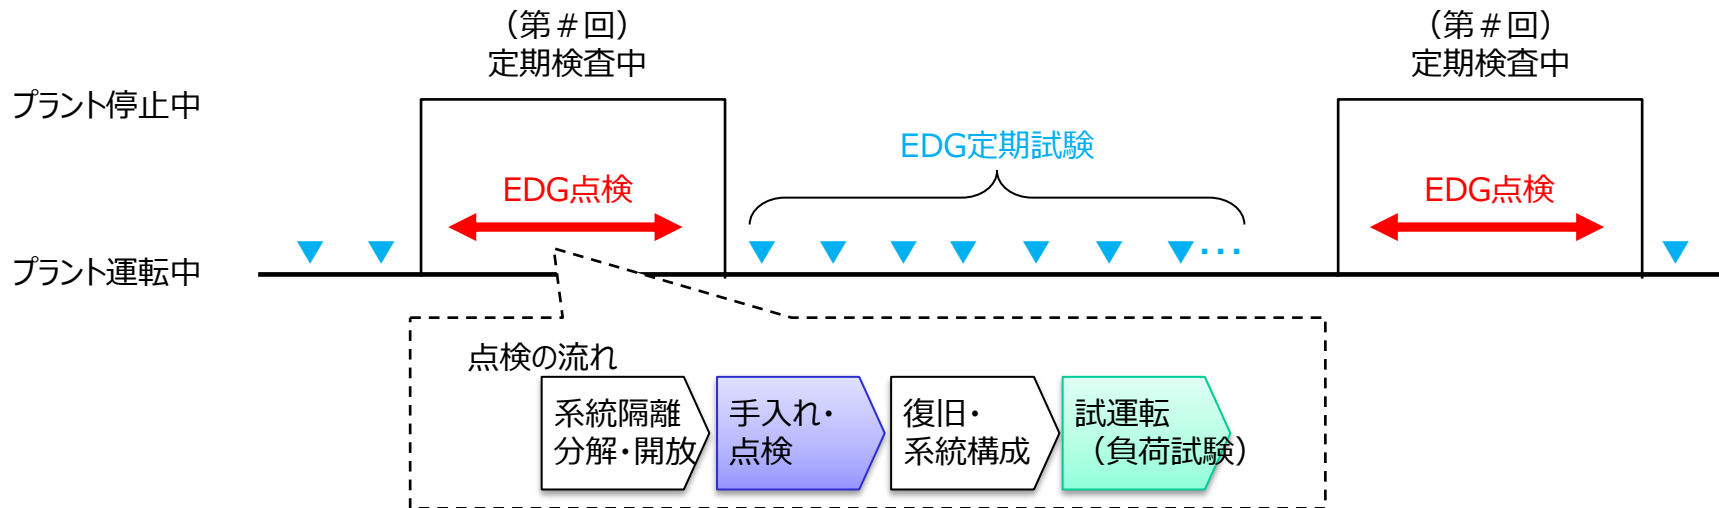 （第＃回）
定期検査中
（第＃回）
定期検査中
プラント停止中
EDG定期試験
EDG点検
EDG点検
プラント運転中
・・・
点検の流れ
系統隔離
分解・開放
手入れ・
点検
復旧・
系統構成
試運転
（負荷試験）